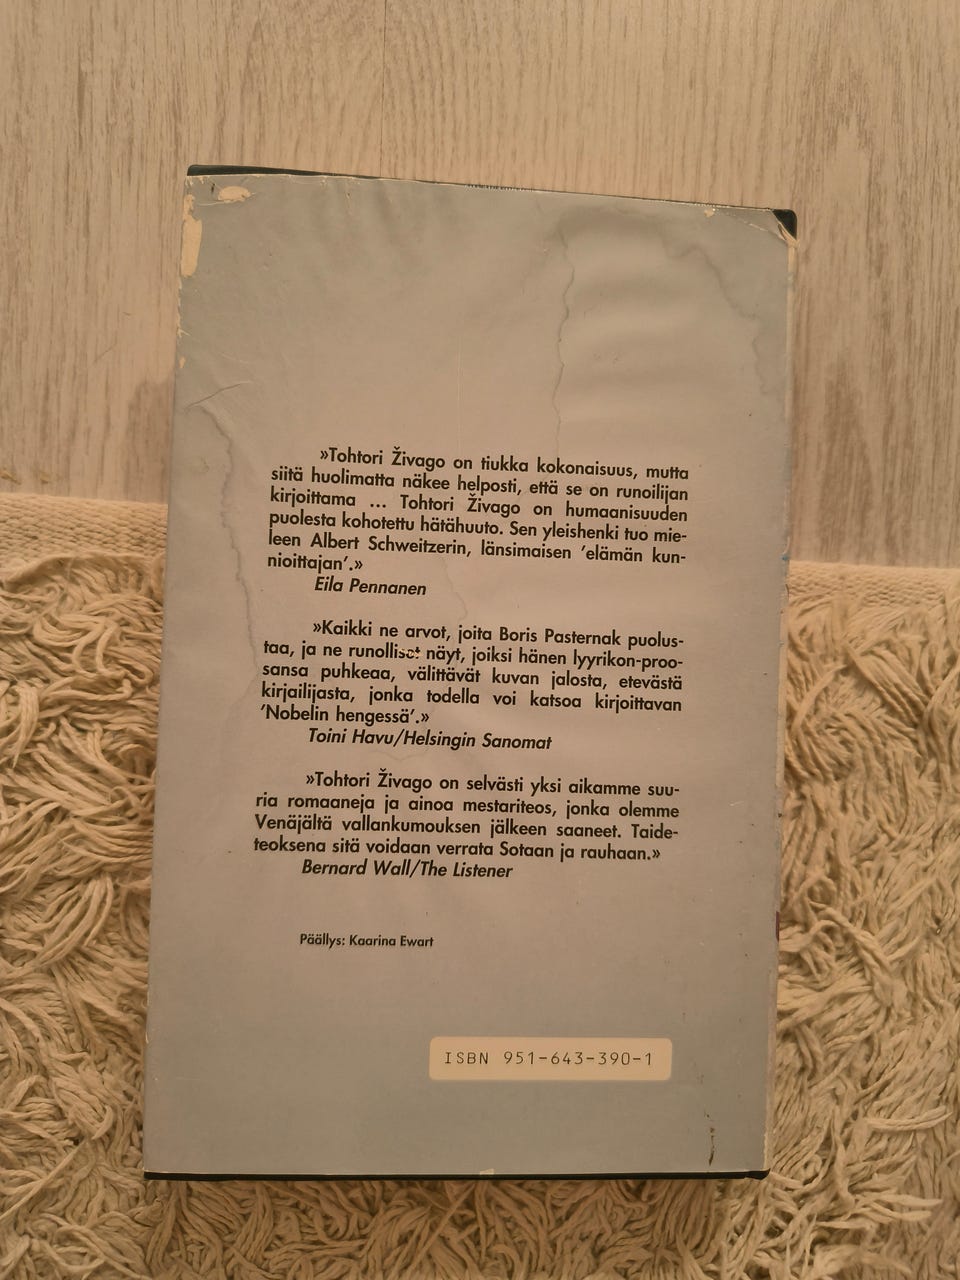 »Tohtori Živago on tiukka kokonaisuus, mutta
siitä huolimatta näkee helposti, että se on runoilijan
kirjoittama ... Tohtori Živago on humaanisuuden
puolesta kohotettu hätähuuto. Sen yleishenki tuo mie-
leen Albert Schweitzerin, länsimaisen 'elämän kun-
nioittajan'.»
Eila Pennanen
»Kaikki ne arvot, joita Boris Pasternak puolus-
taa, ja ne runolliset näyt, joiksi hänen lyyrikon-proo-
sansa puhkeaa, välittävät kuvan jalosta, etevästä
kirjailijasta, jonka todella voi katsoa kirjoittavan
'Nobelin hengessä'.»
Toini Havu/Helsingin Sanomat
»Tohtori Živago on selvästi yksi aikamme suu-
ria romaaneja ja ainoa mestariteos, jonka olemme
Venäjältä vallankumouksen jälkeen saaneet. Taide-
teoksena sitä voidaan verrata Sotaan ja rauhaan.»
Bernard Wall/The Listener
Päällys: Kaarina Ewart
ISBN 951-643-390-1